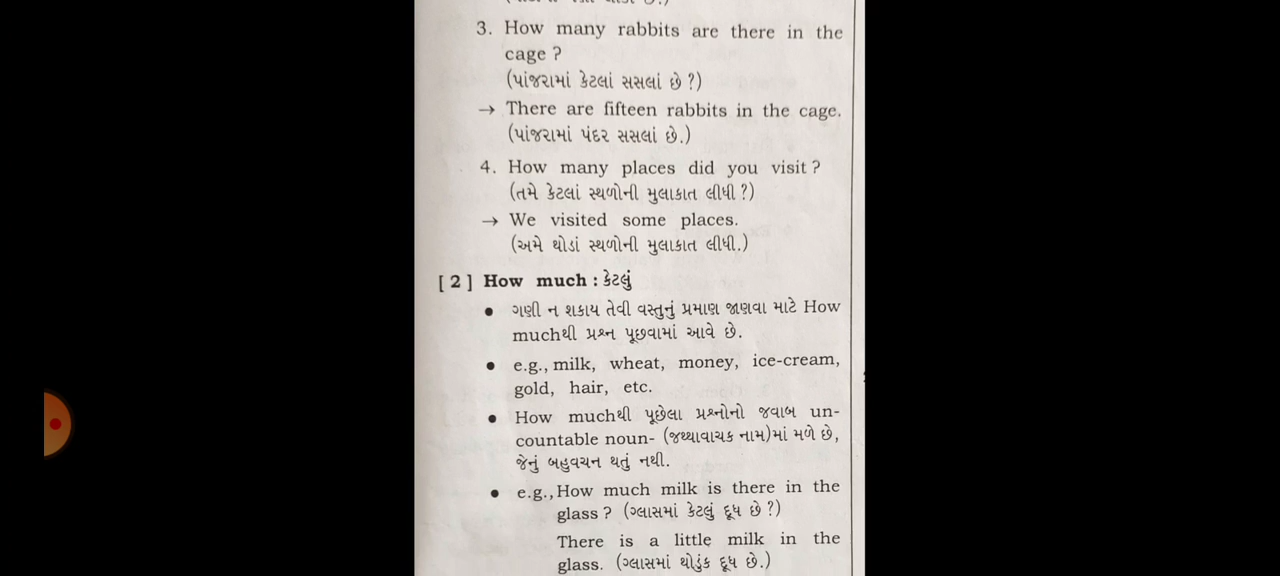 3. How many rabbits are there in the
cage ?
(પાંજરામાં કેટલાં સસલાં છે ?)
→ There are fifteen rabbits in the cage.
(પાંજરામાં પંદર સસલાં છે.)
4. How many places did you visit ?
(તમે કેટલાં સ્થળોની મુલાકાત લીધી ?)
→ We visited some places.
(અમે થોડાં સ્થળોની મુલાકાત લીધી.)
[ 2 ] How much : કેટલું
• ગણી ન શકાય તેવી વસ્તુનું પ્રમાણ જાણવા માટે How
muchથી પ્રશ્ન પૂછવામાં આવે છે.
• e.g., milk, wheat, money, ice-cream,
gold, hair, etc.
• How muchથી પૂછેલા પ્રશ્નોનો જવાબ un-
countable noun- (જથ્થાવાચક નામ)માં મળે છે,
જેનું બહુવચન થતું નથી.
• e.g., How much milk is there in the
glass ? (ગ્લાસમાં કેટલું દૂધ છે ?)
There is a little milk in the
glass. (ગ્લાસમાં થોડુંક દૂધ છે.)